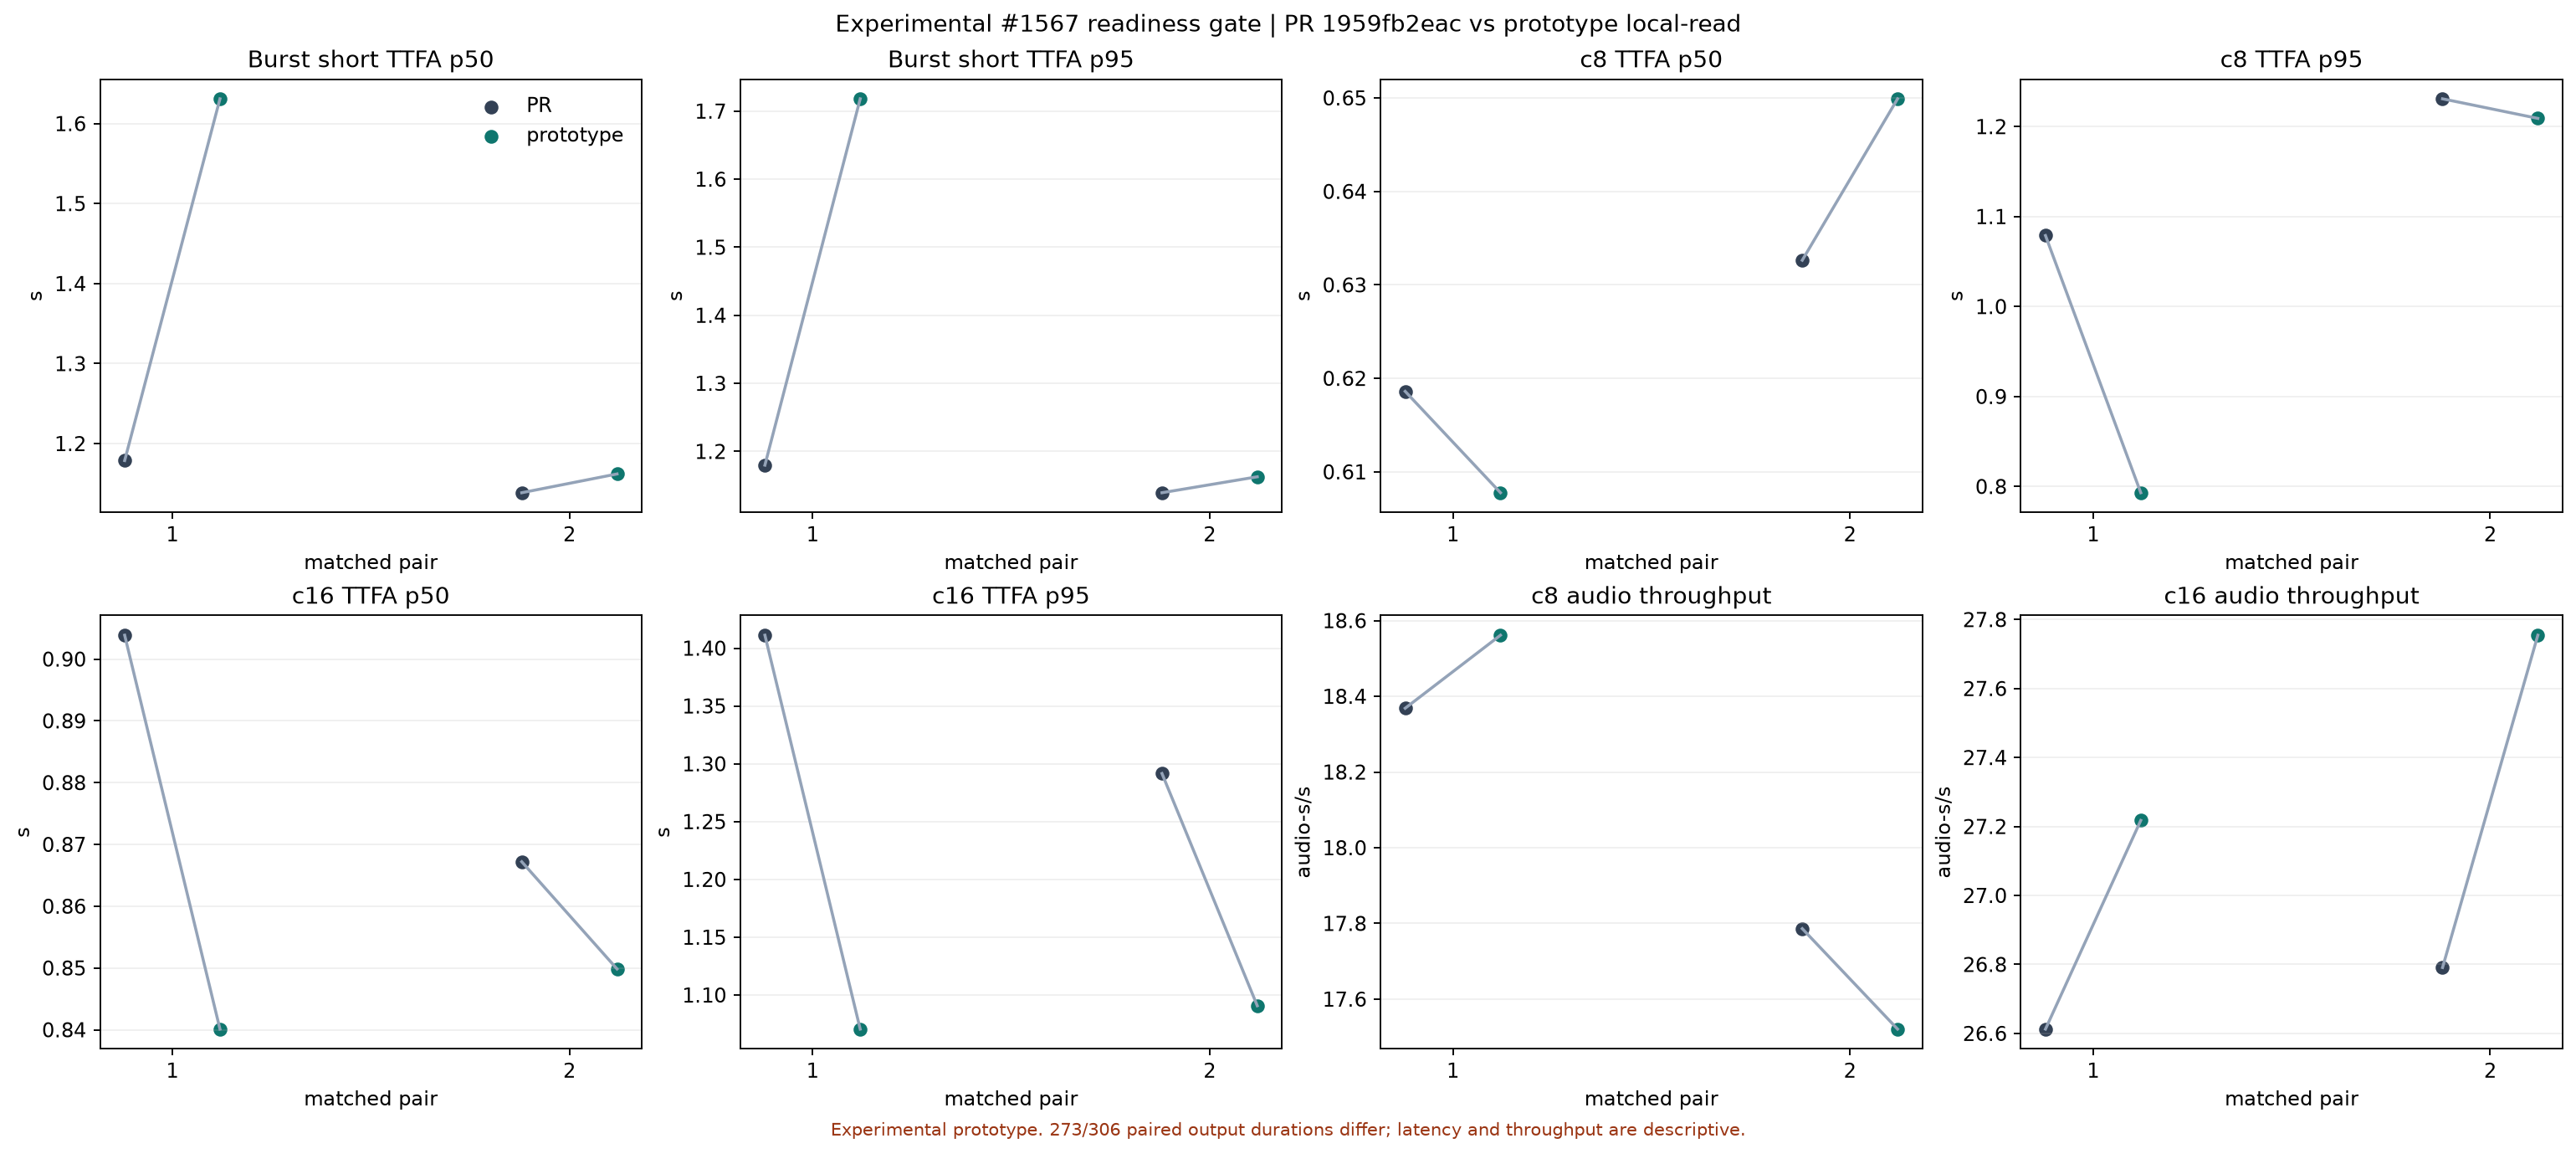 Experimental #1567 readiness gate | PR 1959fb2eac vs prototype local-read
Burst short TTFA p50
1.6
1.5
1.4
1.3
1.2
s
PR
prototype
1
2
matched pair
Burst short TTFA p95
1.7
1.6
1.5
1.4
1.3
1.2
s
1
2
matched pair
c8 TTFA p50
0.65
0.64
0.63
0.62
0.61
s
1
2
matched pair
c8 TTFA p95
1.2
1.1
1.0
0.9
0.8
s
1
2
matched pair
c16 TTFA p50
0.90
0.89
0.88
0.87
0.86
0.85
0.84
s
1
2
matched pair
c16 TTFA p95
1.40
1.35
1.30
1.25
1.20
1.15
1.10
s
1
2
matched pair
c8 audio throughput
18.6
18.4
18.2
18.0
17.8
17.6
audio-s/s
1
2
matched pair
c16 audio throughput
27.8
27.6
27.4
27.2
27.0
26.8
26.6
audio-s/s
1
2
matched pair
Experimental prototype. 273/306 paired output durations differ; latency and throughput are descriptive.